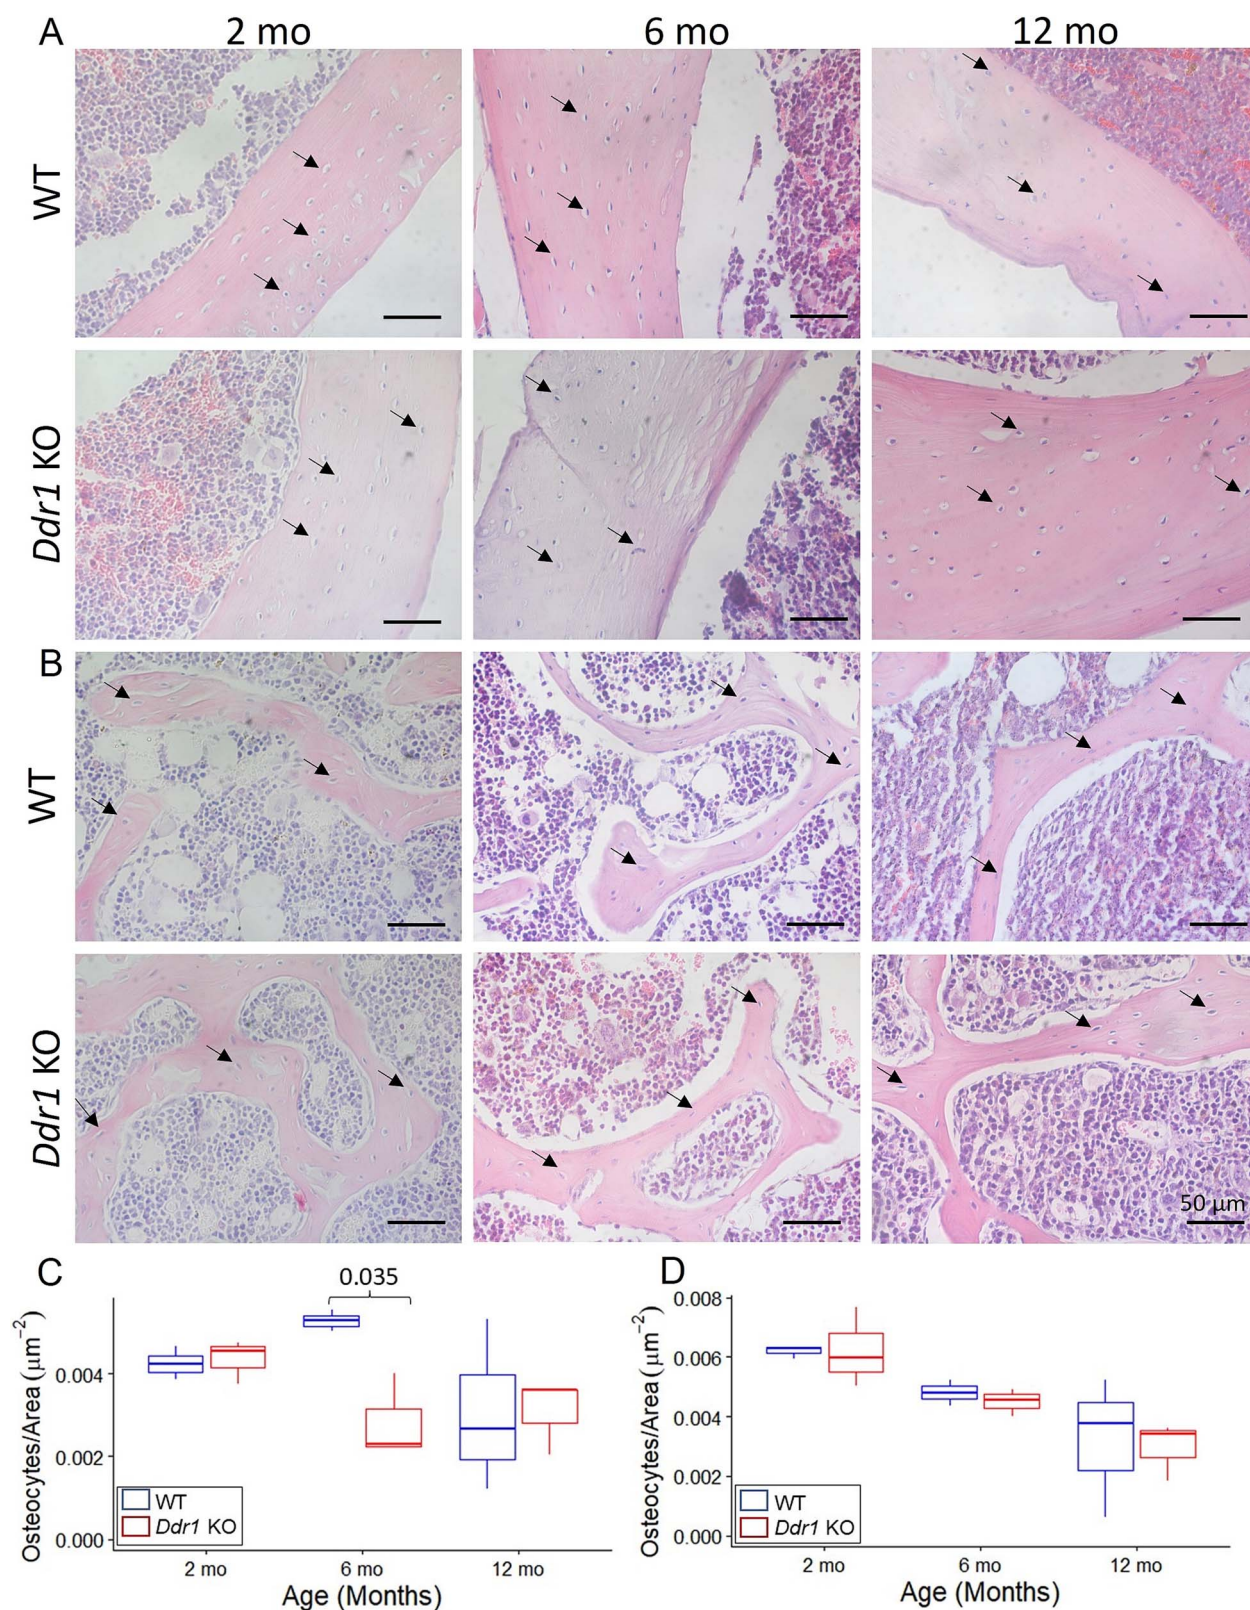 A
2 mo
6 mo
12 mo
WT
Ddr1 KO
B
WT
Ddr1 KO
50 µm
C
0.035
Osteocytes/Area (µm⁻²)
0.004
0.002
0.000
WT
Ddr1 KO
2 mo
6 mo
12 mo
Age (Months)
D
Osteocytes/Area (µm⁻²)
0.008
0.006
0.004
0.002
0.000
WT
Ddr1 KO
2 mo
6 mo
12 mo
Age (Months)